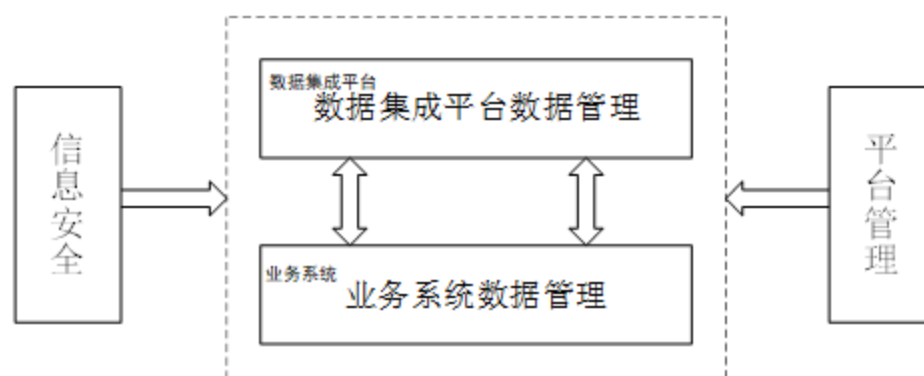 数据集成平台
数据集成平台数据管理
信息安全
平台管理
业务系统
业务系统数据管理